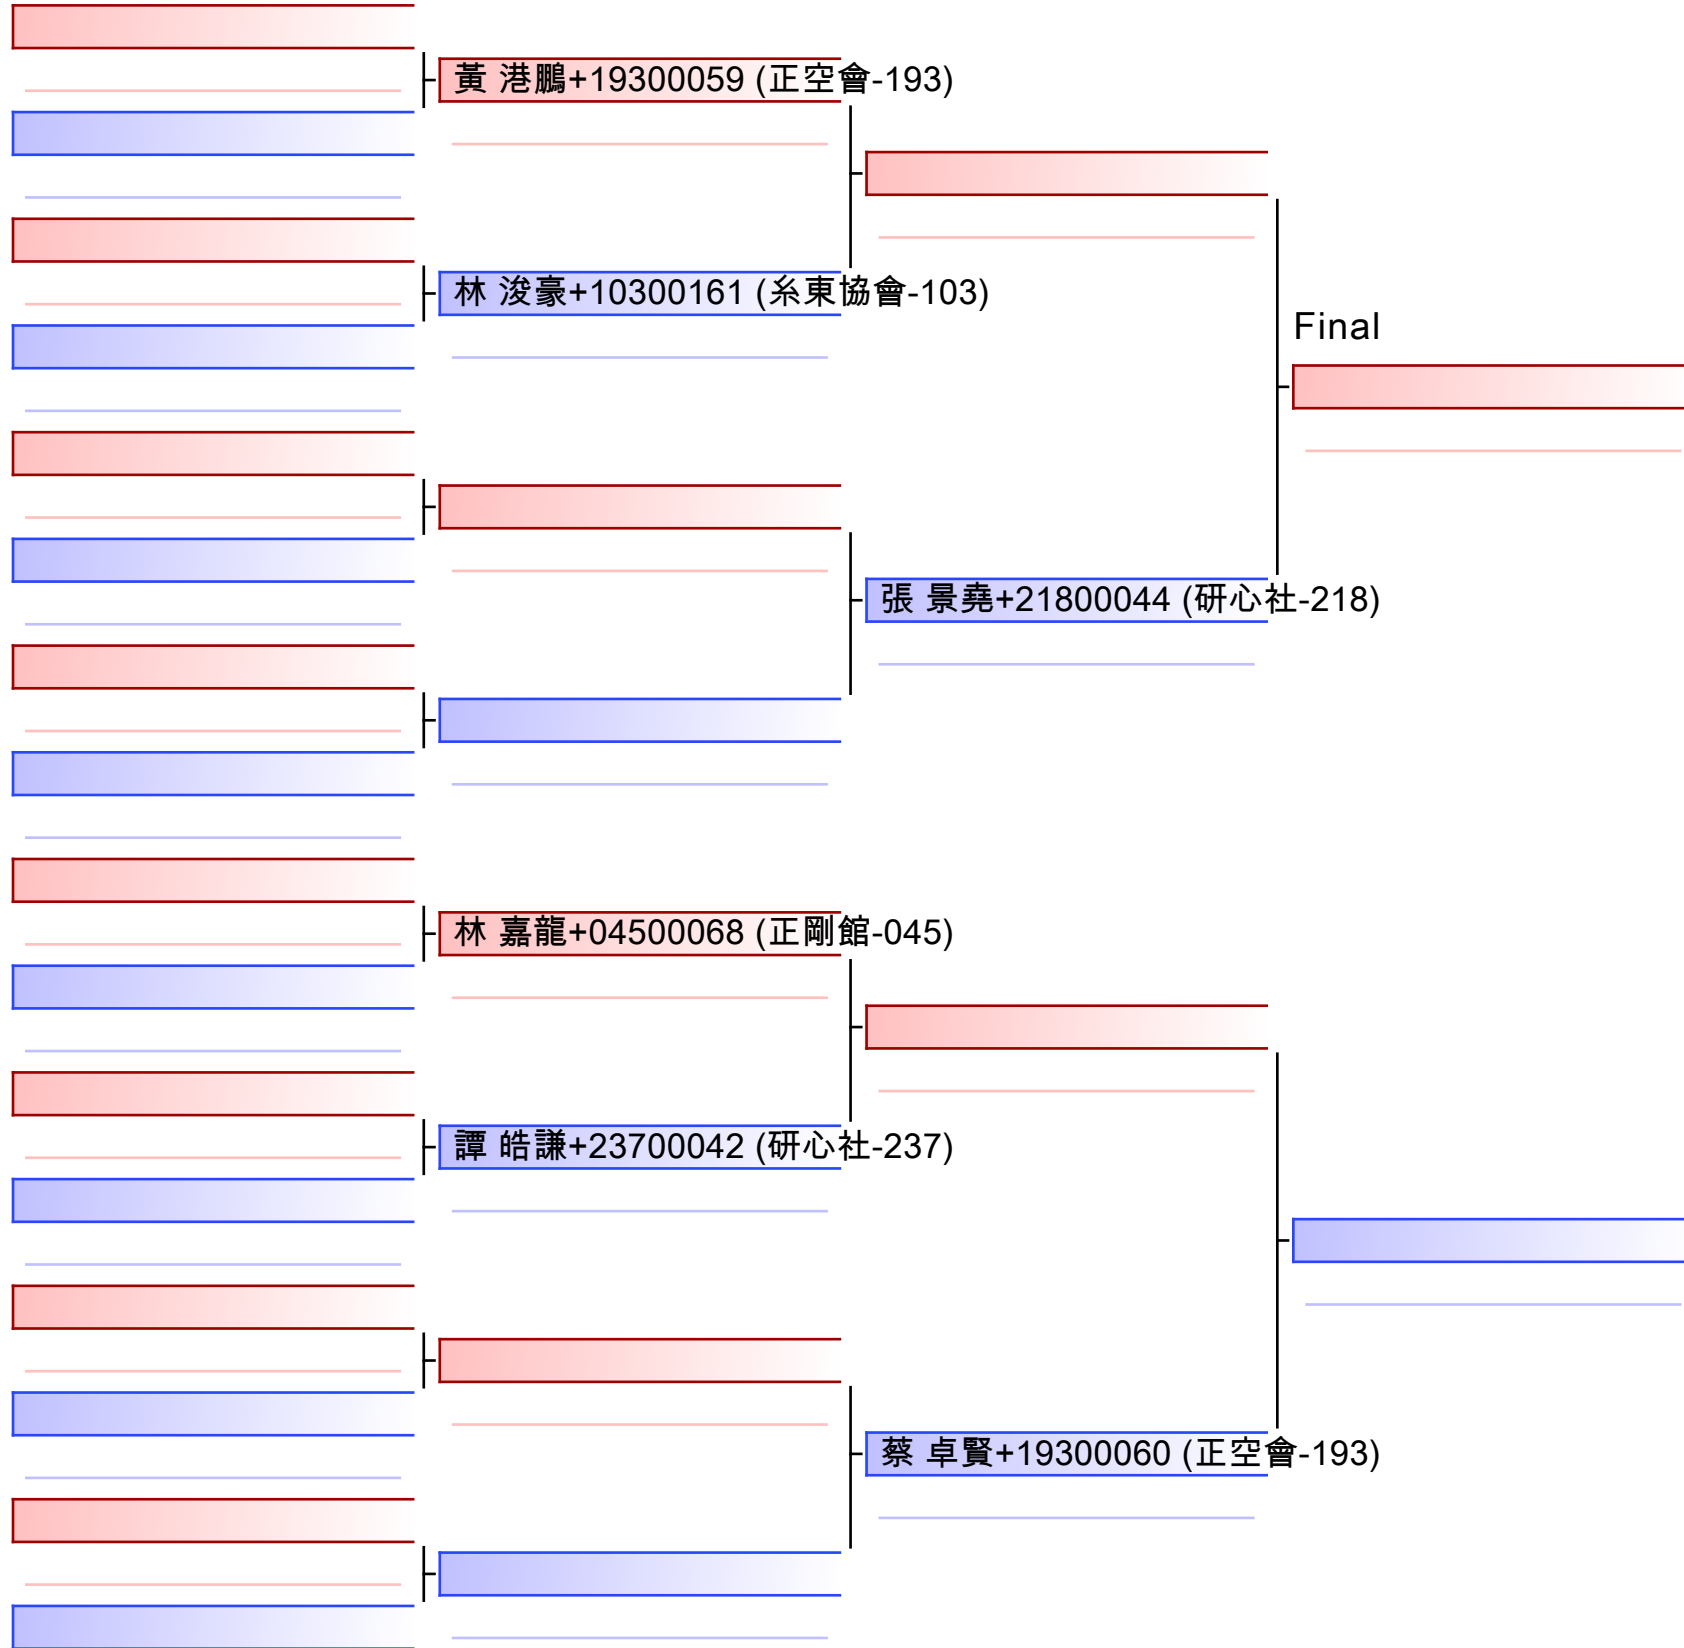 黃 港鵬+19300059 (正空會-193)
林 浚豪+10300161 (糸東協會-103)
Final
張 景堯+21800044 (研心社-218)
林 嘉龍+04500068 (正剛館-045)
譚 皓謙+23700042 (研心社-237)
蔡 卓賢+19300060 (正空會-193)